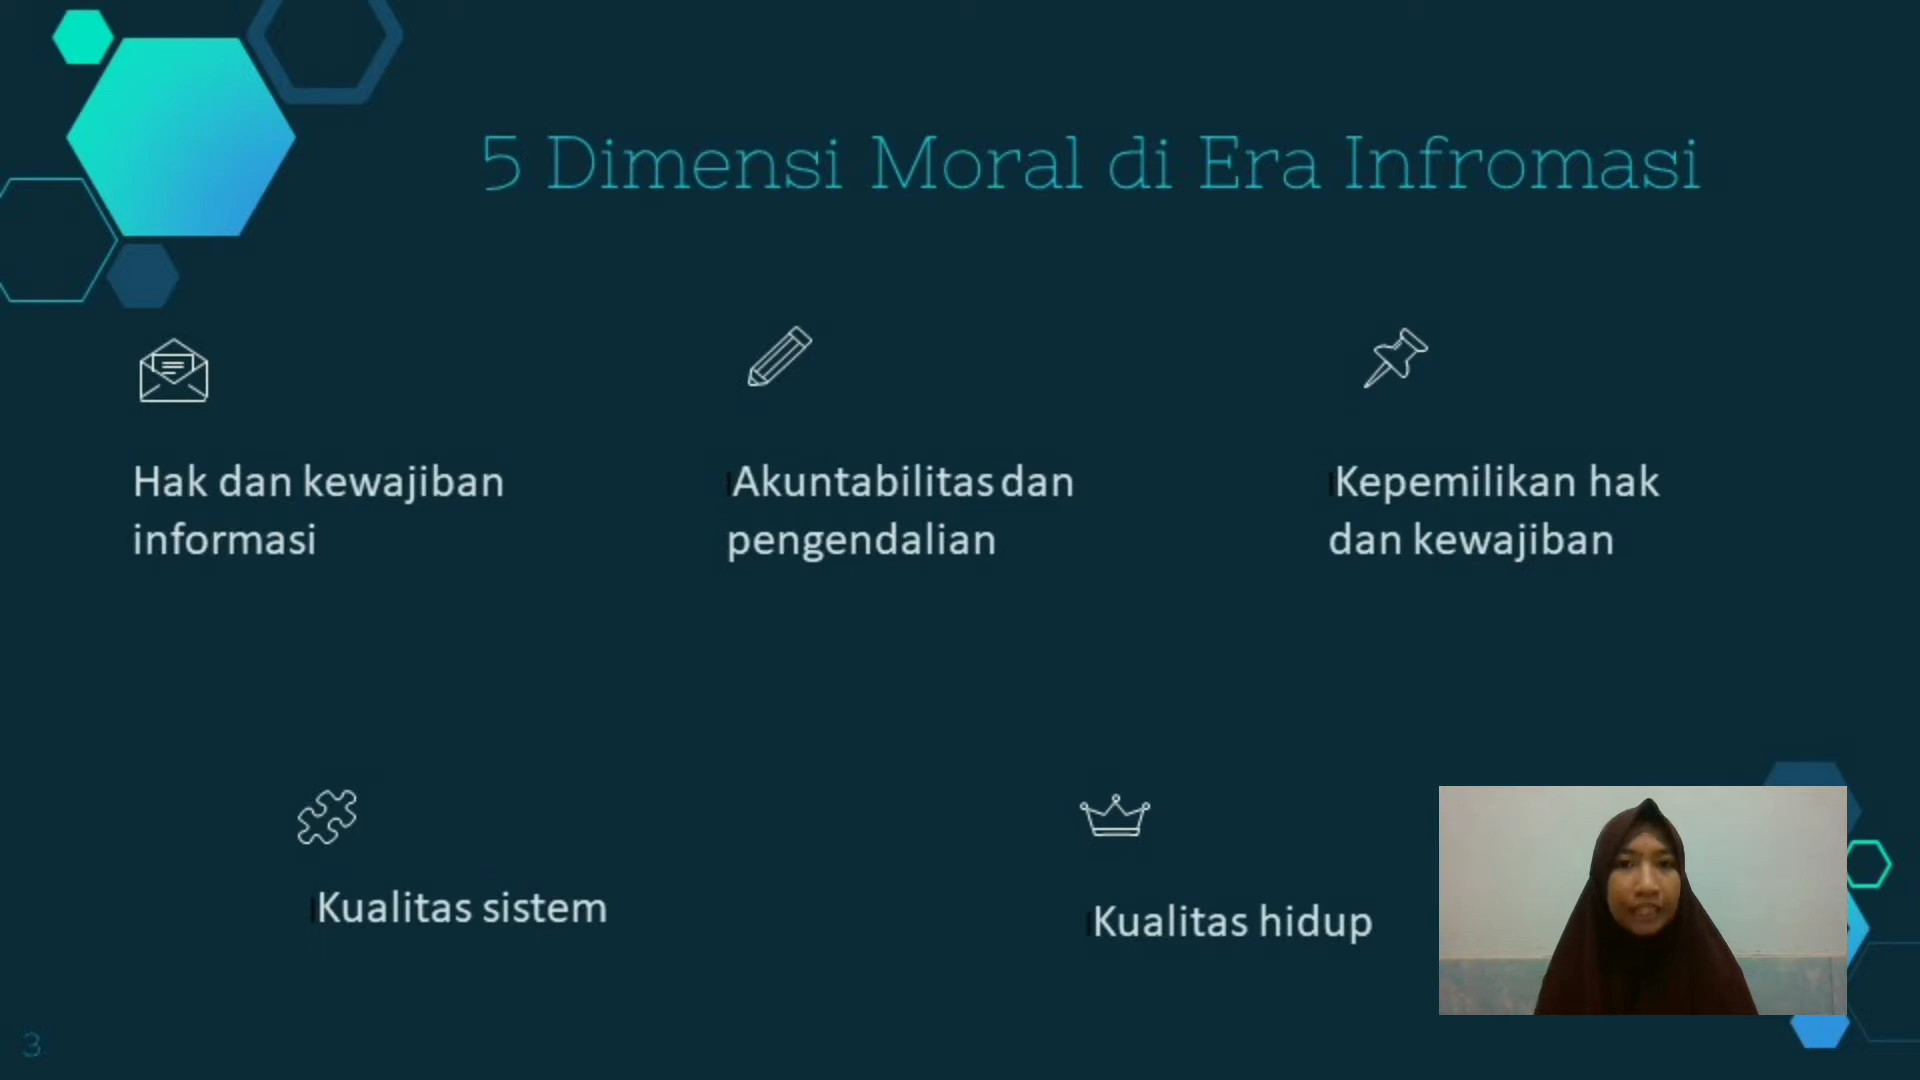 5 Dimensi Moral di Era Infromasi
Hak dan kewajiban
informasi
Akuntabilitas dan
pengendalian
Kepemilikan hak
dan kewajiban
Kualitas sistem
Kualitas hidup
3